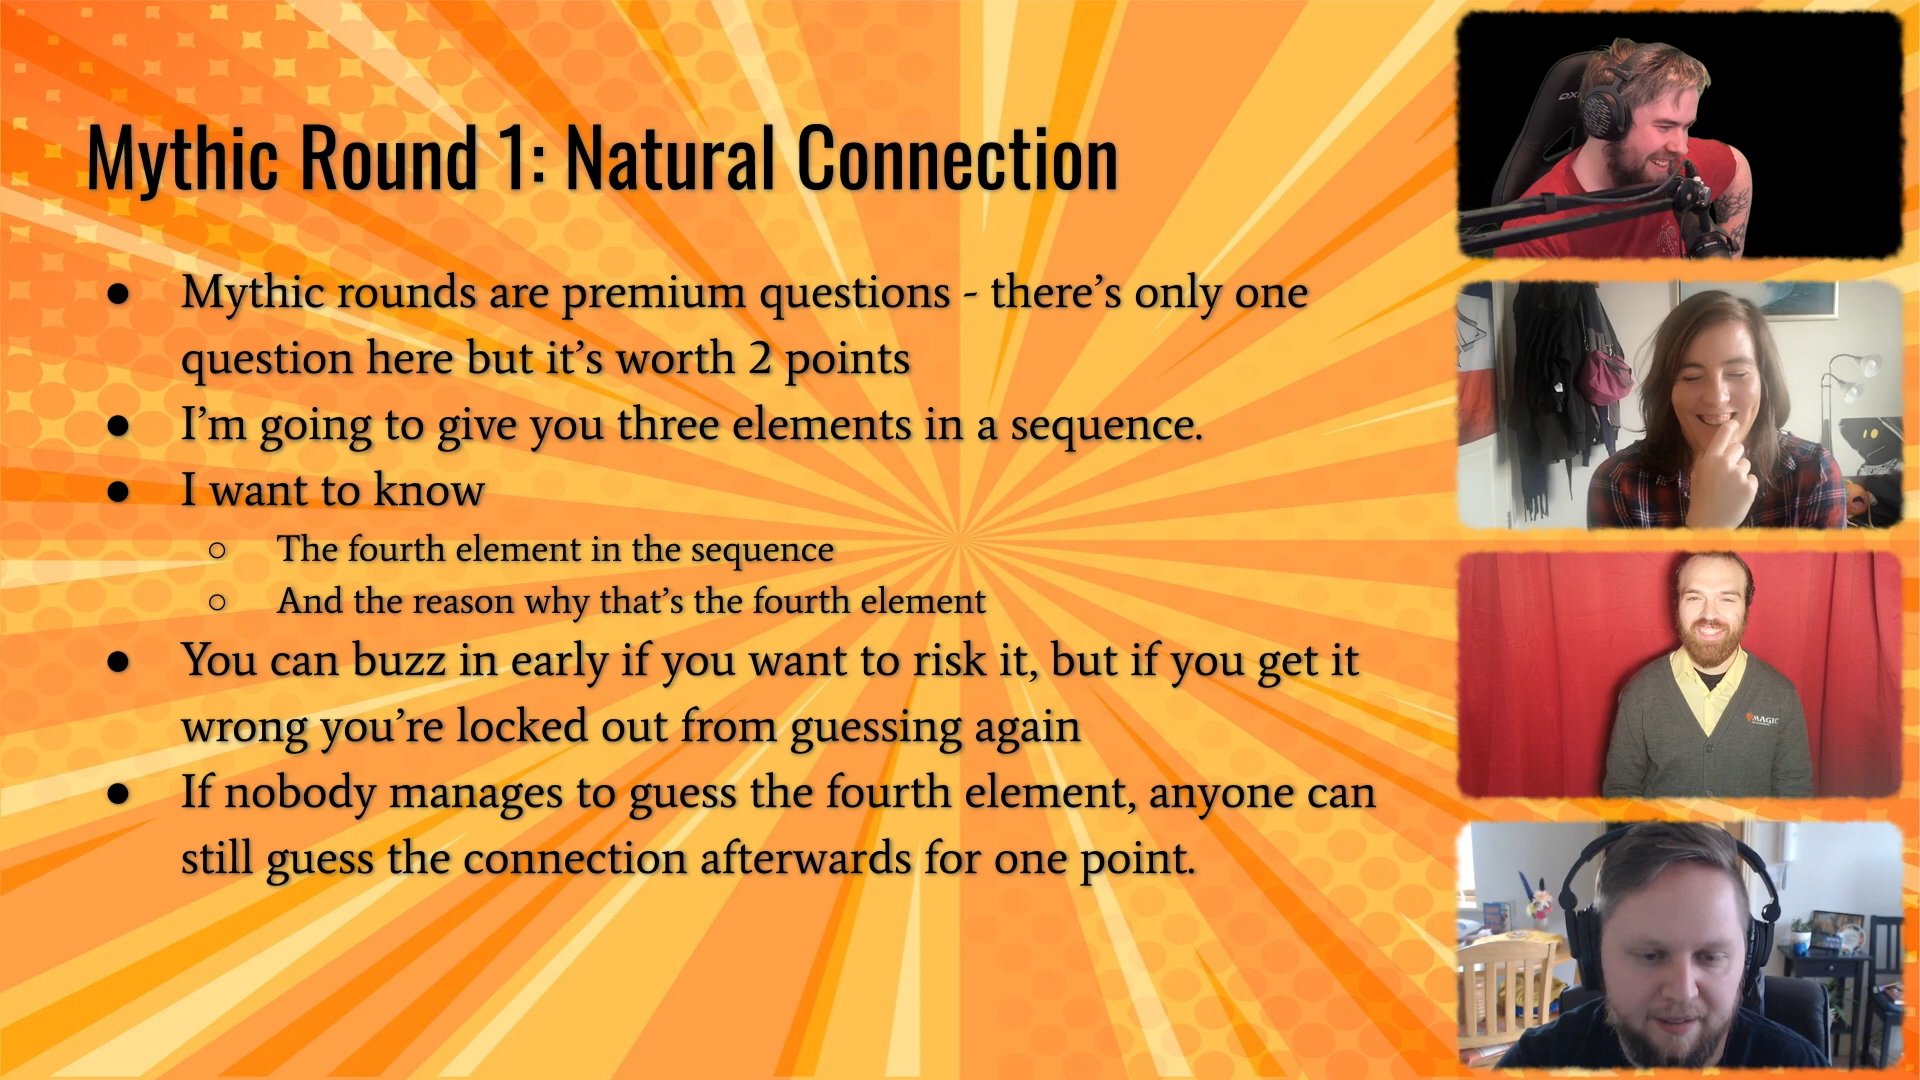 Mythic Round 1: Natural Connection
● Mythic rounds are premium questions - there’s only one
question here but it’s worth 2 points
● I’m going to give you three elements in a sequence.
● I want to know
○ The fourth element in the sequence
○ And the reason why that’s the fourth element
● You can buzz in early if you want to risk it, but if you get it
wrong you’re locked out from guessing again
● If nobody manages to guess the fourth element, anyone can
still guess the connection afterwards for one point.
MAGIC